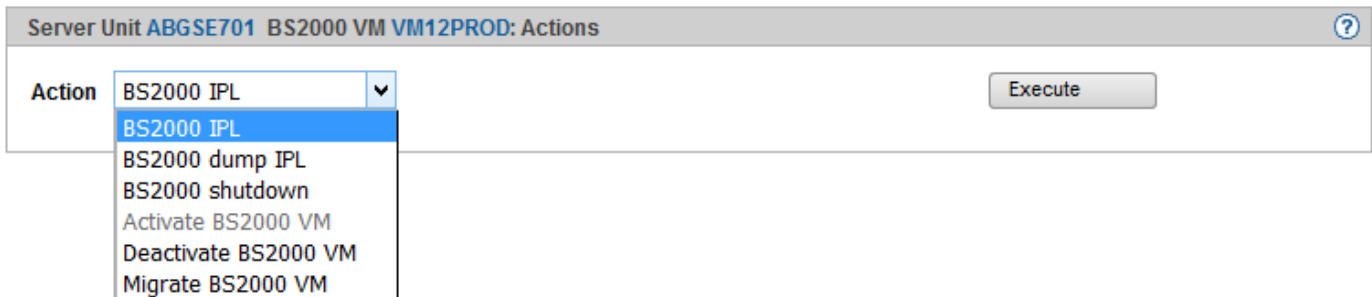 Server Unit ABGSE701 BS2000 VM VM12PROD: Actions ?
Action BS2000 IPL Execute
BS2000 IPL
BS2000 dump IPL
BS2000 shutdown
Activate BS2000 VM
Deactivate BS2000 VM
Migrate BS2000 VM